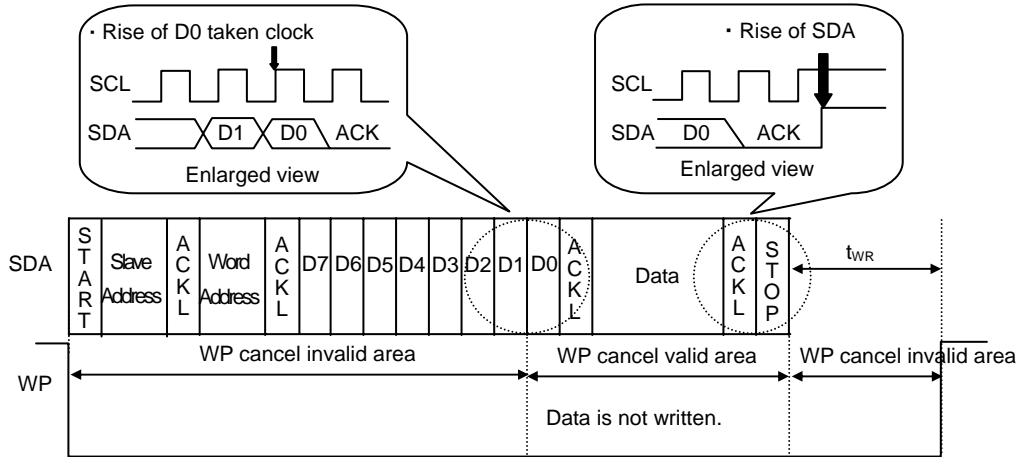 ・Rise of D0 taken clock
SCL
SDA D1 D0 ACK
Enlarged view
・Rise of SDA
SCL
SDA D0 ACK
Enlarged view
SDA START Slave Address ACKL Word Address ACKL D7 D6 D5 D4 D3 D2 D1 D0 ACKL Data ACKL STOP tWR
WP cancel invalid area WP cancel valid area WP cancel invalid area
WP
Data is not written.